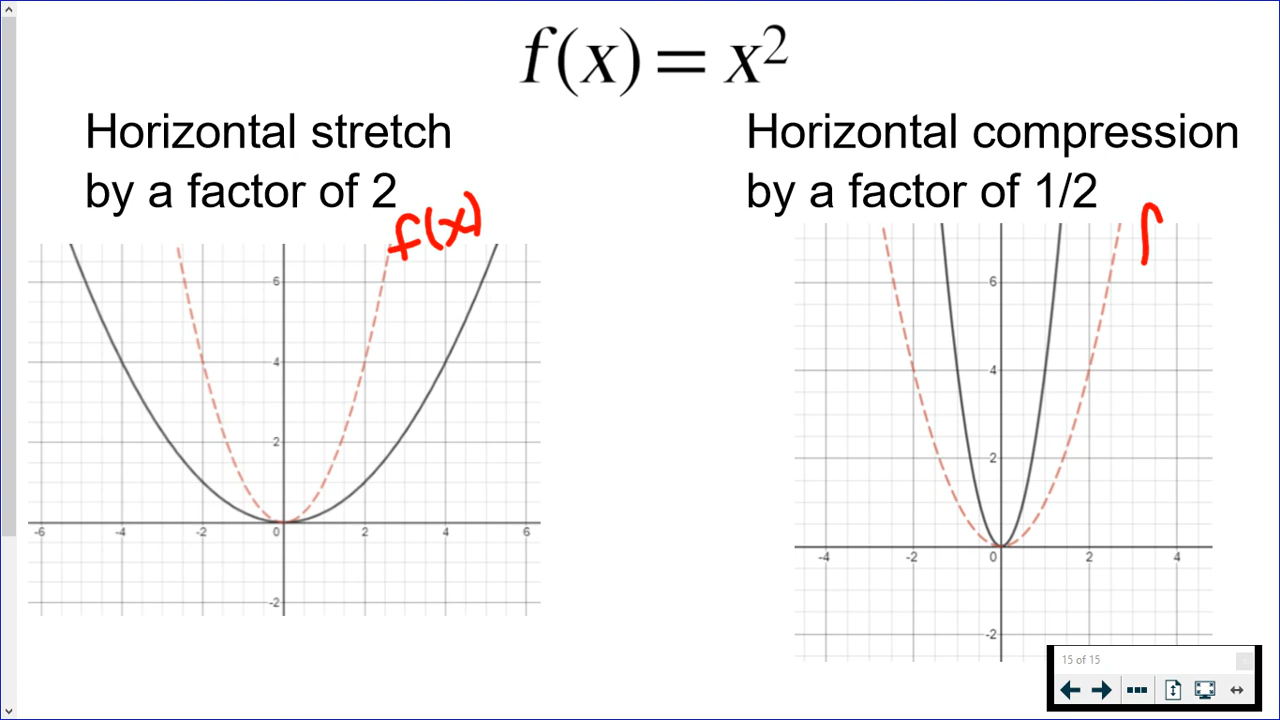 f(x) = x²
Horizontal stretch
by a factor of 2
f(x)
6
4
2
-6 -4 -2 0 2 4 6
-2
Horizontal compression
by a factor of 1/2
f
6
4
2
-4 -2 0 2 4
-2
15 of 15